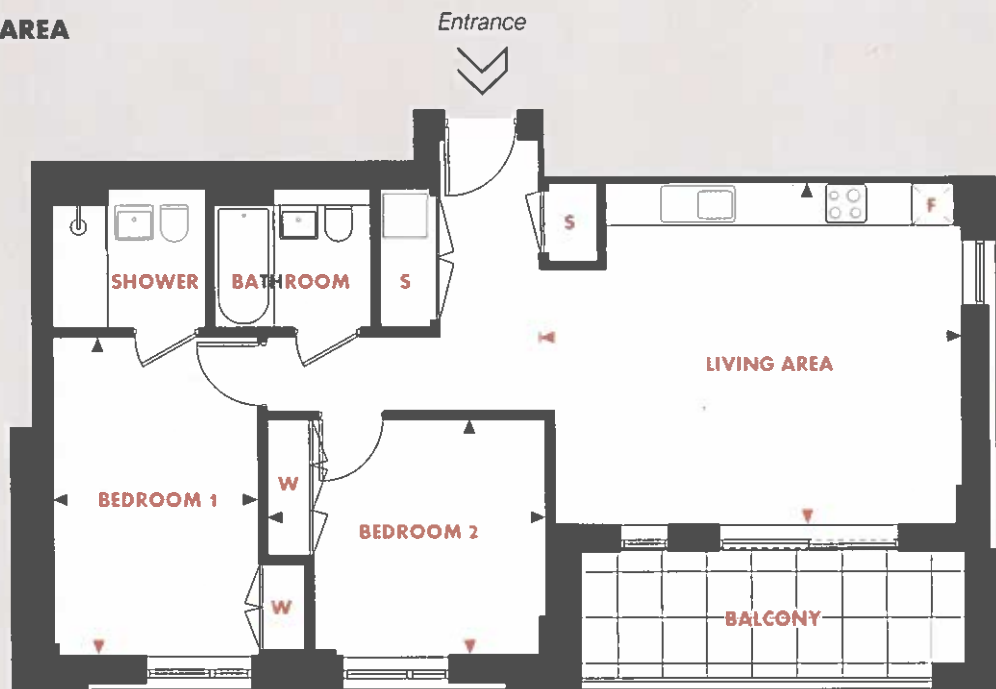 AREA
Entrance
S
F
SHOWER
BATHROOM
S
LIVING AREA
W
BEDROOM 1
BEDROOM 2
W
BALCONY